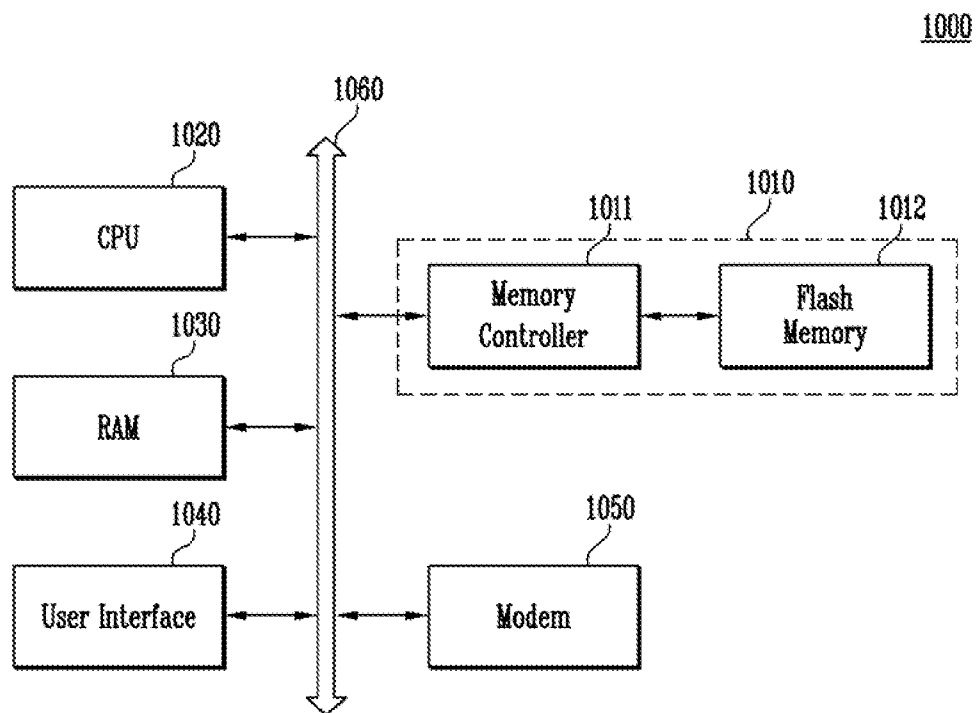 1000
1060
1020
CPU
1010
1011
1012
Memory
Controller
Flash
Memory
1030
RAM
1040
User Interface
1050
Modem